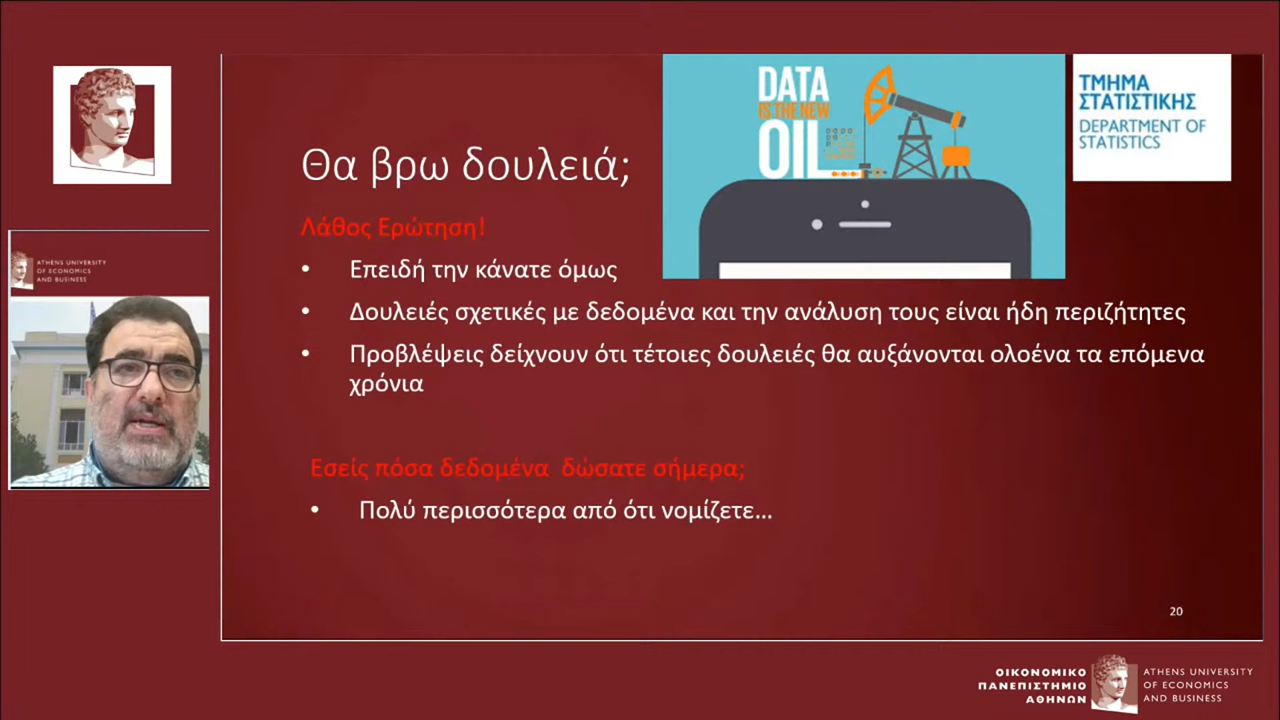 DATA
IS THE NEW
OIL
ΤΜΗΜΑ
ΣΤΑΤΙΣΤΙΚΗΣ
DEPARTMENT OF
STATISTICS
Θα βρω δουλειά;
Λάθος Ερώτηση!
• Επειδή την κάνατε όμως
• Δουλειές σχετικές με δεδομένα και την ανάλυση τους είναι ήδη περιζήτητες
• Προβλέψεις δείχνουν ότι τέτοιες δουλειές θα αυξάνονται ολοένα τα επόμενα
χρόνια
Εσείς πόσα δεδομένα δώσατε σήμερα;
• Πολύ περισσότερα από ότι νομίζετε...
20
ATHENS UNIVERSITY
OF ECONOMICS
AND BUSINESS
ΟΙΚΟΝΟΜΙΚΟ
ΠΑΝΕΠΙΣΤΗΜΙΟ
ΑΘΗΝΩΝ
ATHENS UNIVERSITY
OF ECONOMICS
AND BUSINESS